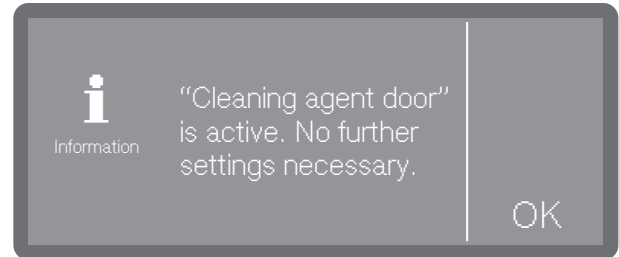 Information
“Cleaning agent door”
is active. No further
settings necessary.
OK